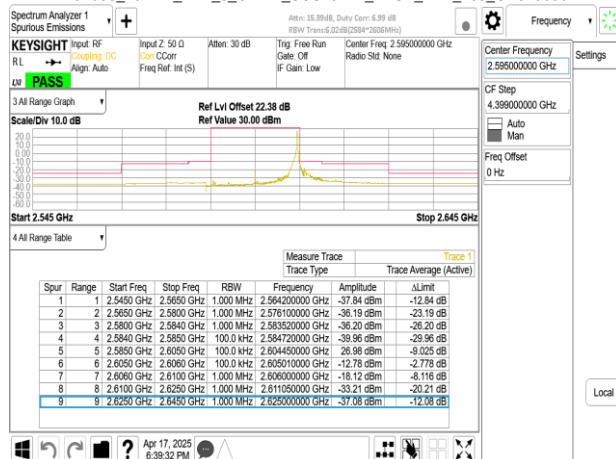 Spectrum Analyzer 1
Spurious Emissions
Attn: 15.39dB, Duty Corr: 6.99 dB
RBW Trans:6.02dB(2584~2606MHz)
Frequency
KEYSIGHT
RL
LXI
PASS
Input: RF
Coupling: DC
Align: Auto
Input Z: 50 Ω
Corr CCorr
Freq Ref: Int (S)
Atten: 30 dB
Trig: Free Run
Gate: Off
IF Gain: Low
Center Freq: 2.595000000 GHz
Radio Std: None
Center Frequency
2.595000000 GHz
Settings
CF Step
4.399000000 GHz
Auto
Man
Freq Offset
0 Hz
3 All Range Graph
Scale/Div 10.0 dB
Ref Lvl Offset 22.38 dB
Ref Value 30.00 dBm
20.0
10.0
0.00
-10.0
-20.0
-30.0
-40.0
-50.0
-60.0
Start 2.545 GHz
Stop 2.645 GHz
4 All Range Table
Measure Trace Trace 1
Trace Type Trace Average (Active)
Spur Range Start Freq Stop Freq RBW Frequency Amplitude ΔLimit
1 1 2.5450 GHz 2.5650 GHz 1.000 MHz 2.564200000 GHz -37.84 dBm -12.84 dB
2 2 2.5650 GHz 2.5800 GHz 1.000 MHz 2.576100000 GHz -36.19 dBm -23.19 dB
3 3 2.5800 GHz 2.5840 GHz 1.000 MHz 2.583520000 GHz -36.20 dBm -26.20 dB
4 4 2.5840 GHz 2.5850 GHz 100.0 kHz 2.584720000 GHz -39.96 dBm -29.96 dB
5 5 2.5850 GHz 2.6050 GHz 100.0 kHz 2.604450000 GHz 26.98 dBm -9.025 dB
6 6 2.6050 GHz 2.6060 GHz 100.0 kHz 2.605010000 GHz -12.78 dBm -2.778 dB
7 7 2.6060 GHz 2.6100 GHz 1.000 MHz 2.606000000 GHz -18.12 dBm -8.116 dB
8 8 2.6100 GHz 2.6250 GHz 1.000 MHz 2.611050000 GHz -33.21 dBm -20.21 dB
9 9 2.6250 GHz 2.6450 GHz 1.000 MHz 2.625000000 GHz -37.08 dBm -12.08 dB
Local
Apr 17, 2025
6:39:32 PM